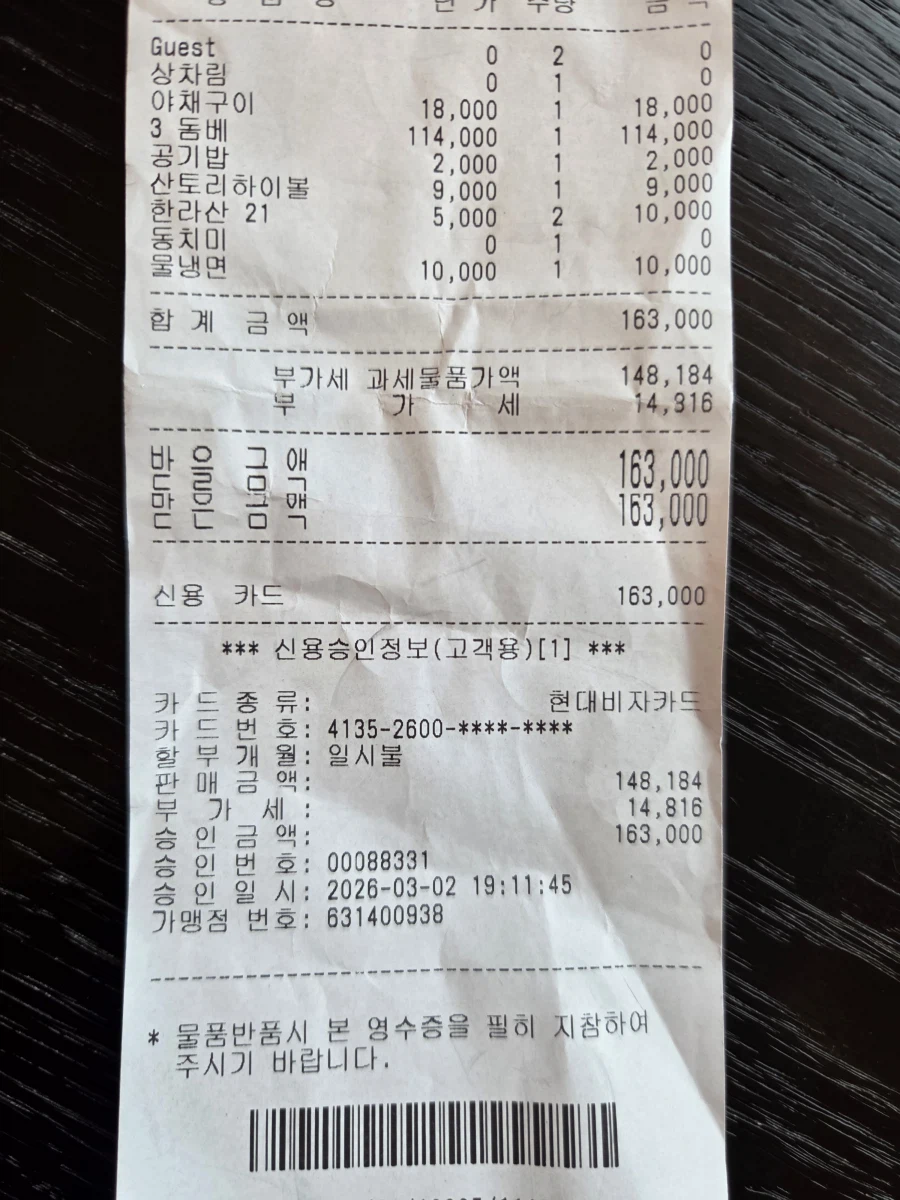 Guest 0 2 0
상차림 0 1 0
야채구이 18,000 1 18,000
3 돔베 114,000 1 114,000
공기밥 2,000 1 2,000
산토리하이볼 9,000 1 9,000
한라산 21 5,000 2 10,000
동치미 0 1 0
물냉면 10,000 1 10,000
합 계 금 액 163,000
부가세 과세물품가액 148,184
부 가 세 14,816
받 을 금 액 163,000
받 은 금 액 163,000
신용 카드 163,000
*** 신용승인정보(고객용)[1] ***
카 드 종 류: 현대비자카드
카 드 번 호: 4135-2600-****-****
할 부 개 월: 일시불
판 매 금 액: 148,184
부 가 세 : 14,816
승 인 금 액: 163,000
승 인 번 호: 00088331
승 인 일 시: 2026-03-02 19:11:45
가맹점 번호: 631400938
* 물품반품시 본 영수증을 필히 지참하여
주시기 바랍니다.